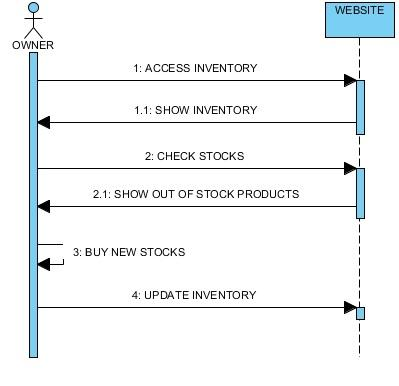 WEBSITE
OWNER
1: ACCESS INVENTORY
1.1: SHOW INVENTORY
2: CHECK STOCKS
2.1: SHOW OUT OF STOCK PRODUCTS
3: BUY NEW STOCKS
4: UPDATE INVENTORY